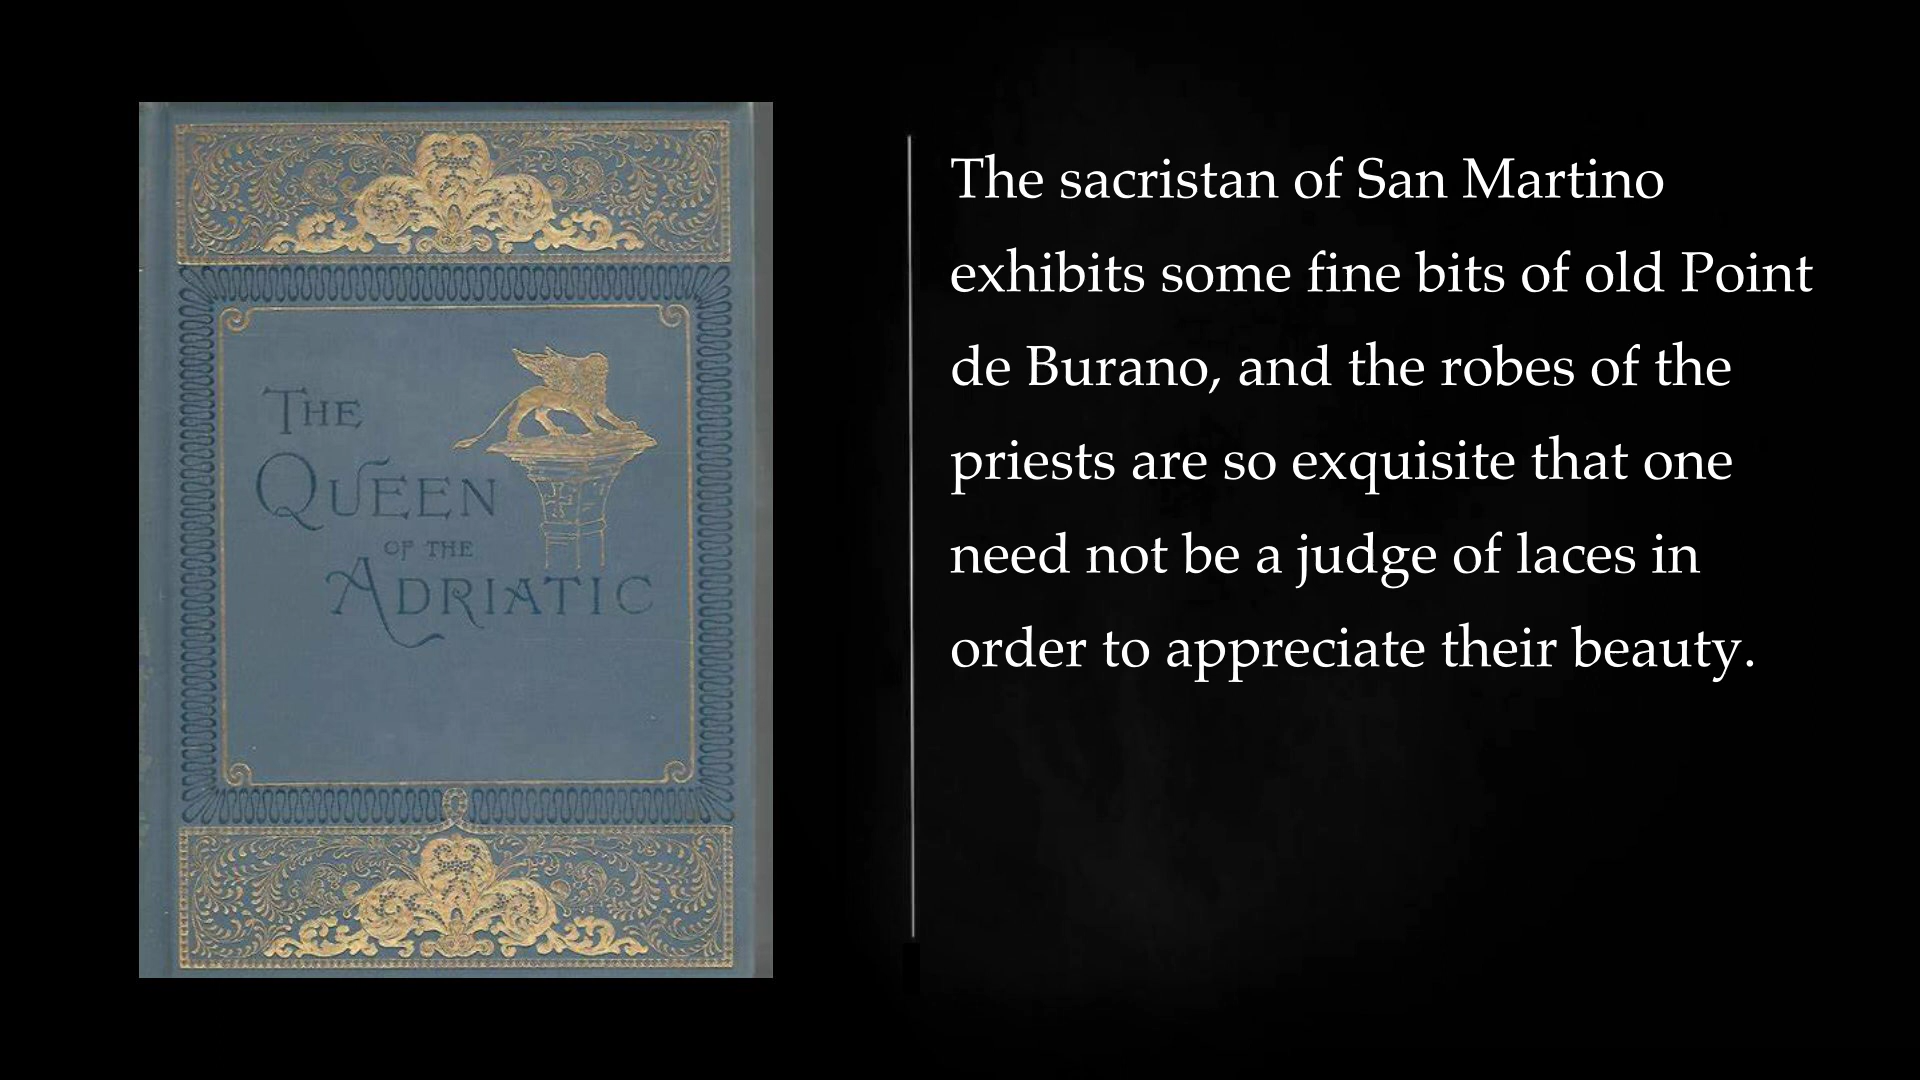 THE
QUEEN
OF THE
ADRIATIC
The sacristan of San Martino
exhibits some fine bits of old Point
de Burano, and the robes of the
priests are so exquisite that one
need not be a judge of laces in
order to appreciate their beauty.